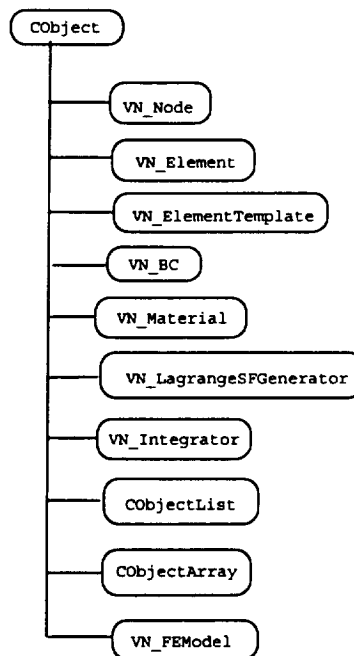 CObject
VN_Node
VN_Element
VN_ElementTemplate
VN_BC
VN_Material
VN_LagrangeSFGenerator
VN_Integrator
CObjectList
CObjectArray
VN_FEModel